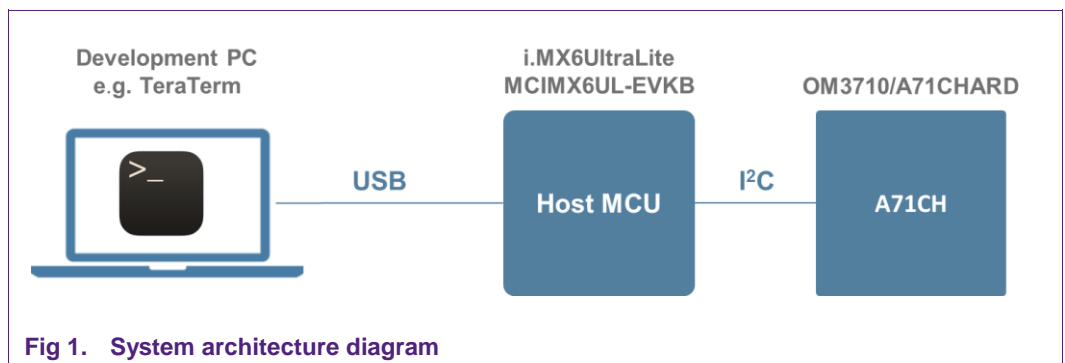 Development PC
e.g. TeraTerm
i.MX6UltraLite
MCIMX6UL-EVKB
OM3710/A71CHARD
>_
USB
Host MCU
I²C
A71CH
Fig 1. System architecture diagram